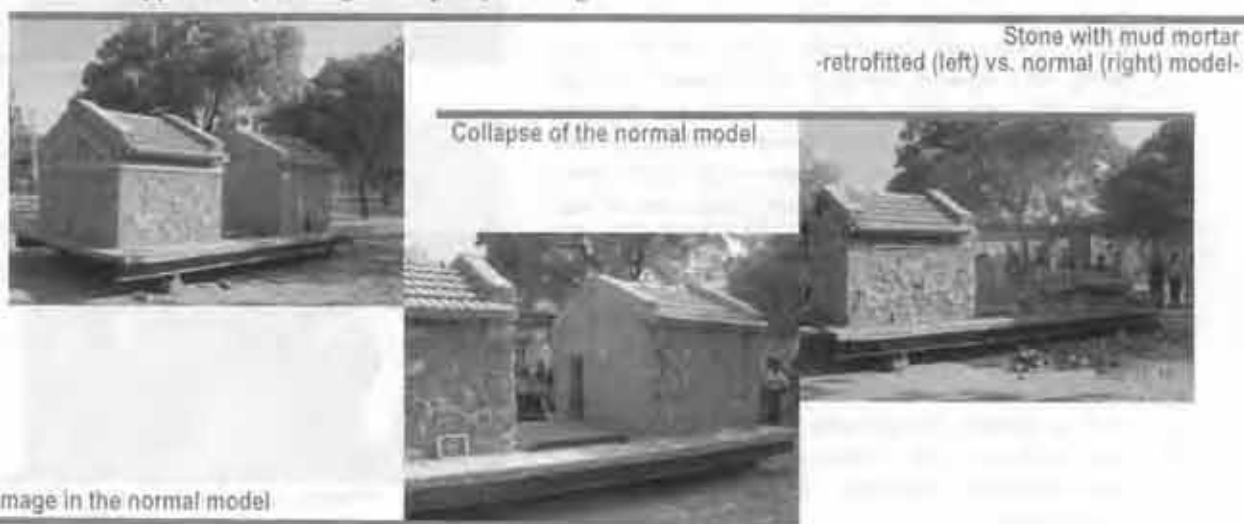 Stone with mud mortar
-retrofitted (left) vs. normal (right) model-
Collapse of the normal model
mage in the normal model